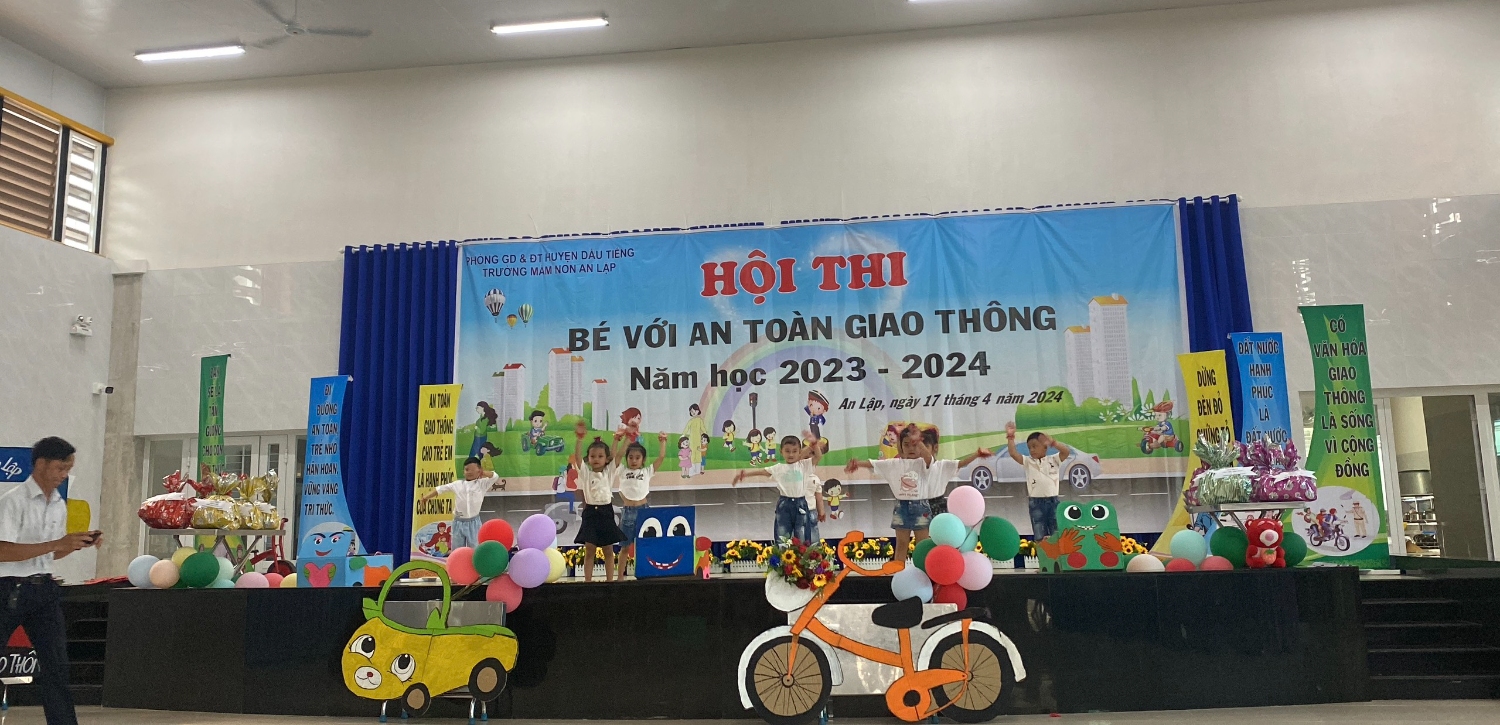 PHÒNG GD & ĐT HUYỆN DẦU TIẾNG
TRƯỜNG MẦM NON AN LẬP
HỘI THI
BÉ VỚI AN TOÀN GIAO THÔNG
Năm học 2023 - 2024
An Lập, ngày 17 tháng 4 năm 2024
ĐI
ĐƯỜNG
AN TOÀN
TRẺ NHỎ
HÂN HOAN,
VỮNG VÀNG
TRI THỨC.
AN TOÀN
GIAO THÔNG
CHO TRẺ EM
LÀ HẠNH PHÚC
CỦA CHÚNG TA
DỪNG
ĐÈN ĐỎ
ĐẤT NƯỚC
HẠNH
PHÚC
LÀ
ĐẤT NƯỚC
CÓ
VĂN HÓA
GIAO
THÔNG
LÀ SỐNG
VÌ CỘNG
ĐỒNG
Lập